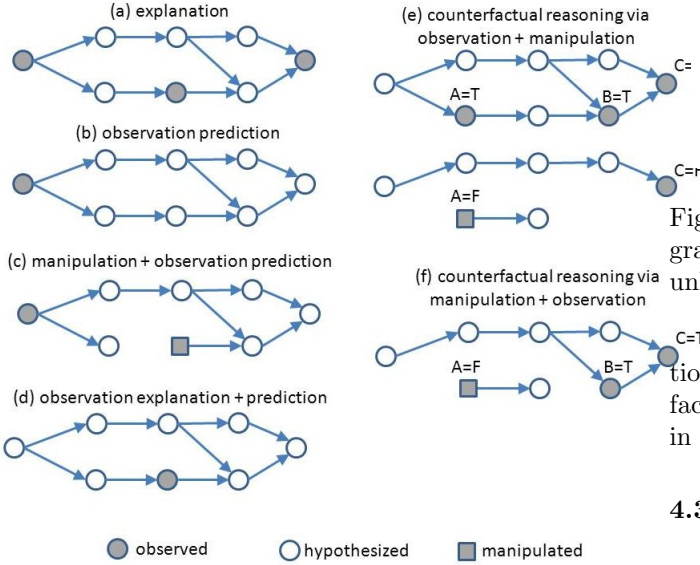 (a) explanation
(b) observation prediction
(c) manipulation + observation prediction
(d) observation explanation + prediction
(e) counterfactual reasoning via
observation + manipulation
C=
A=T
B=T
C=
A=F
(f) counterfactual reasoning via
manipulation + observation
C=T
A=F
B=T
observed
hypothesized
manipulated
Fig
gra
unl
tio
fac
in
4.3